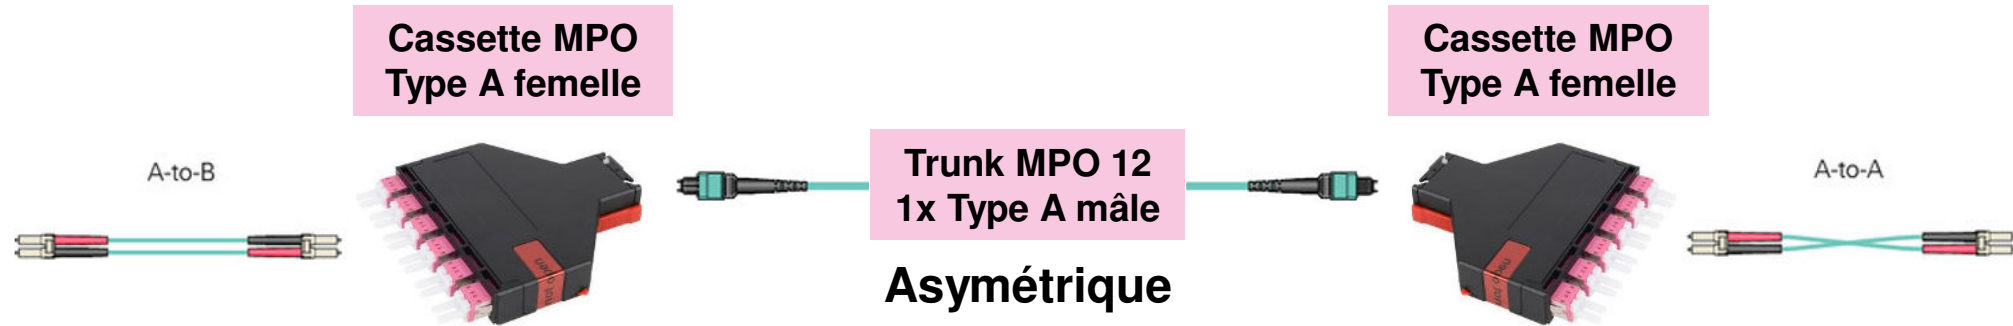 Cassette MPO
Type A femelle
Cassette MPO
Type A femelle
A-to-B
Trunk MPO 12
1x Type A mâle
A-to-A
Asymétrique